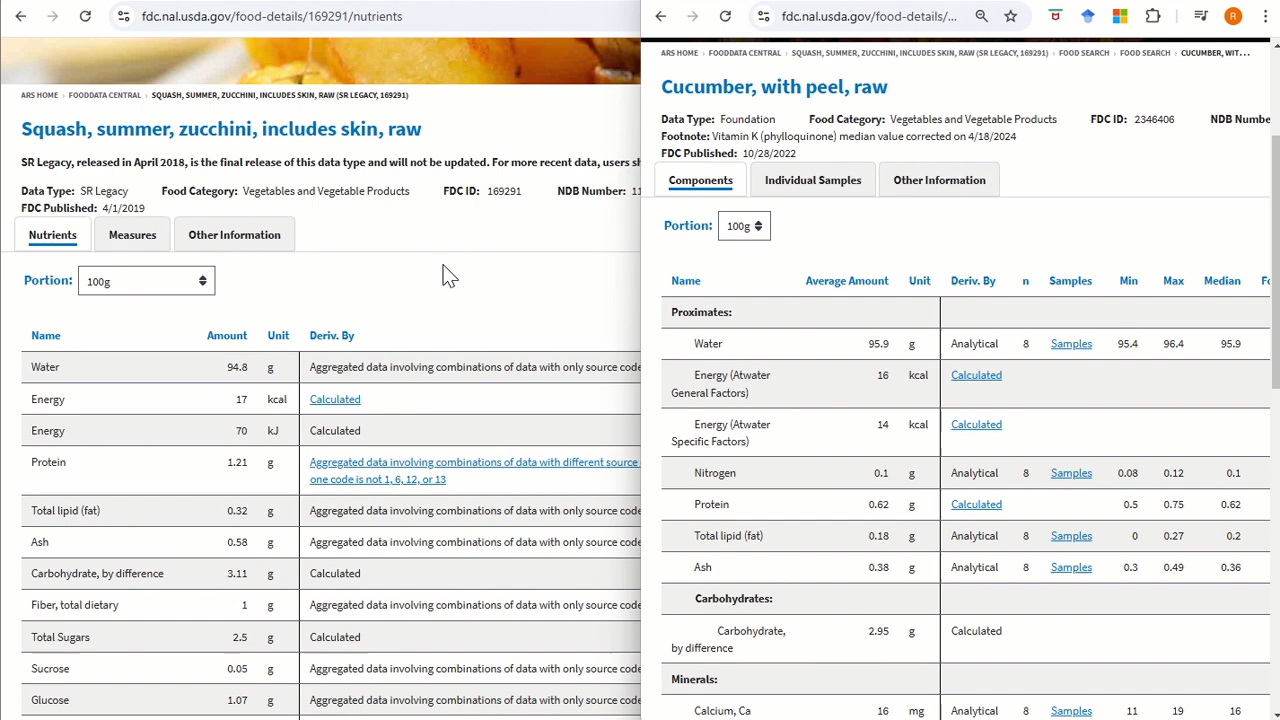 fdc.nal.usda.gov/food-details/169291/nutrients
ARS HOME › FOODDATA CENTRAL › SQUASH, SUMMER, ZUCCHINI, INCLUDES SKIN, RAW (SR LEGACY, 169291)
Squash, summer, zucchini, includes skin, raw
SR Legacy, released in April 2018, is the final release of this data type and will not be updated. For more recent data, users s
Data Type: SR Legacy Food Category: Vegetables and Vegetable Products FDC ID: 169291 NDB Number: 11
FDC Published: 4/1/2019
Nutrients Measures Other Information
Portion: 100g
Name Amount Unit Deriv. By
Water 94.8 g Aggregated data involving combinations of data with only source code
Energy 17 kcal Calculated
Energy 70 kJ Calculated
Protein 1.21 g Aggregated data involving combinations of data with different source
one code is not 1, 6, 12, or 13
Total lipid (fat) 0.32 g Aggregated data involving combinations of data with only source code
Ash 0.58 g Aggregated data involving combinations of data with only source code
Carbohydrate, by difference 3.11 g Calculated
Fiber, total dietary 1 g Aggregated data involving combinations of data with only source code
Total Sugars 2.5 g Calculated
Sucrose 0.05 g Aggregated data involving combinations of data with only source code
Glucose 1.07 g Aggregated data involving combinations of data with only source code
fdc.nal.usda.gov/food-details/... R
ARS HOME › FOODDATA CENTRAL › SQUASH, SUMMER, ZUCCHINI, INCLUDES SKIN, RAW (SR LEGACY, 169291) › FOOD SEARCH › FOOD SEARCH › CUCUMBER, WIT...
Cucumber, with peel, raw
Data Type: Foundation Food Category: Vegetables and Vegetable Products FDC ID: 2346406 NDB Numb
Footnote: Vitamin K (phylloquinone) median value corrected on 4/18/2024
FDC Published: 10/28/2022
Components Individual Samples Other Information
Portion: 100g
Name Average Amount Unit Deriv. By n Samples Min Max Median Fo
Proximates:
Water 95.9 g Analytical 8 Samples 95.4 96.4 95.9
Energy (Atwater 16 kcal Calculated
General Factors)
Energy (Atwater 14 kcal Calculated
Specific Factors)
Nitrogen 0.1 g Analytical 8 Samples 0.08 0.12 0.1
Protein 0.62 g Calculated 0.5 0.75 0.62
Total lipid (fat) 0.18 g Analytical 8 Samples 0 0.27 0.2
Ash 0.38 g Analytical 8 Samples 0.3 0.49 0.36
Carbohydrates:
Carbohydrate, 2.95 g Calculated
by difference
Minerals:
Calcium, Ca 16 mg Analytical 8 Samples 11 19 16